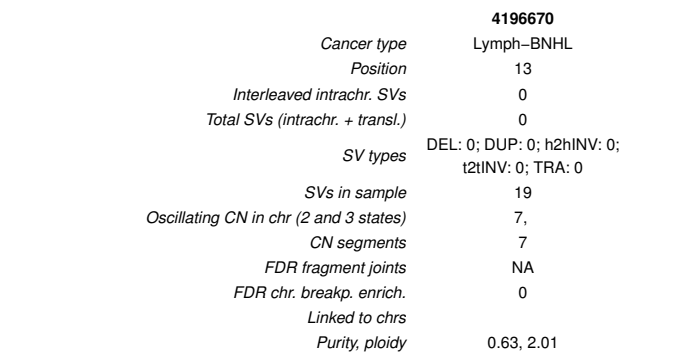 4196670
Cancer type Lymph−BNHL
Position 13
Interleaved intrachr. SVs 0
Total SVs (intrachr. + transl.) 0
SV types DEL: 0; DUP: 0; h2hINV: 0;
t2tINV: 0; TRA: 0
SVs in sample 19
Oscillating CN in chr (2 and 3 states) 7,
CN segments 7
FDR fragment joints NA
FDR chr. breakp. enrich. 0
Linked to chrs
Purity, ploidy 0.63, 2.01